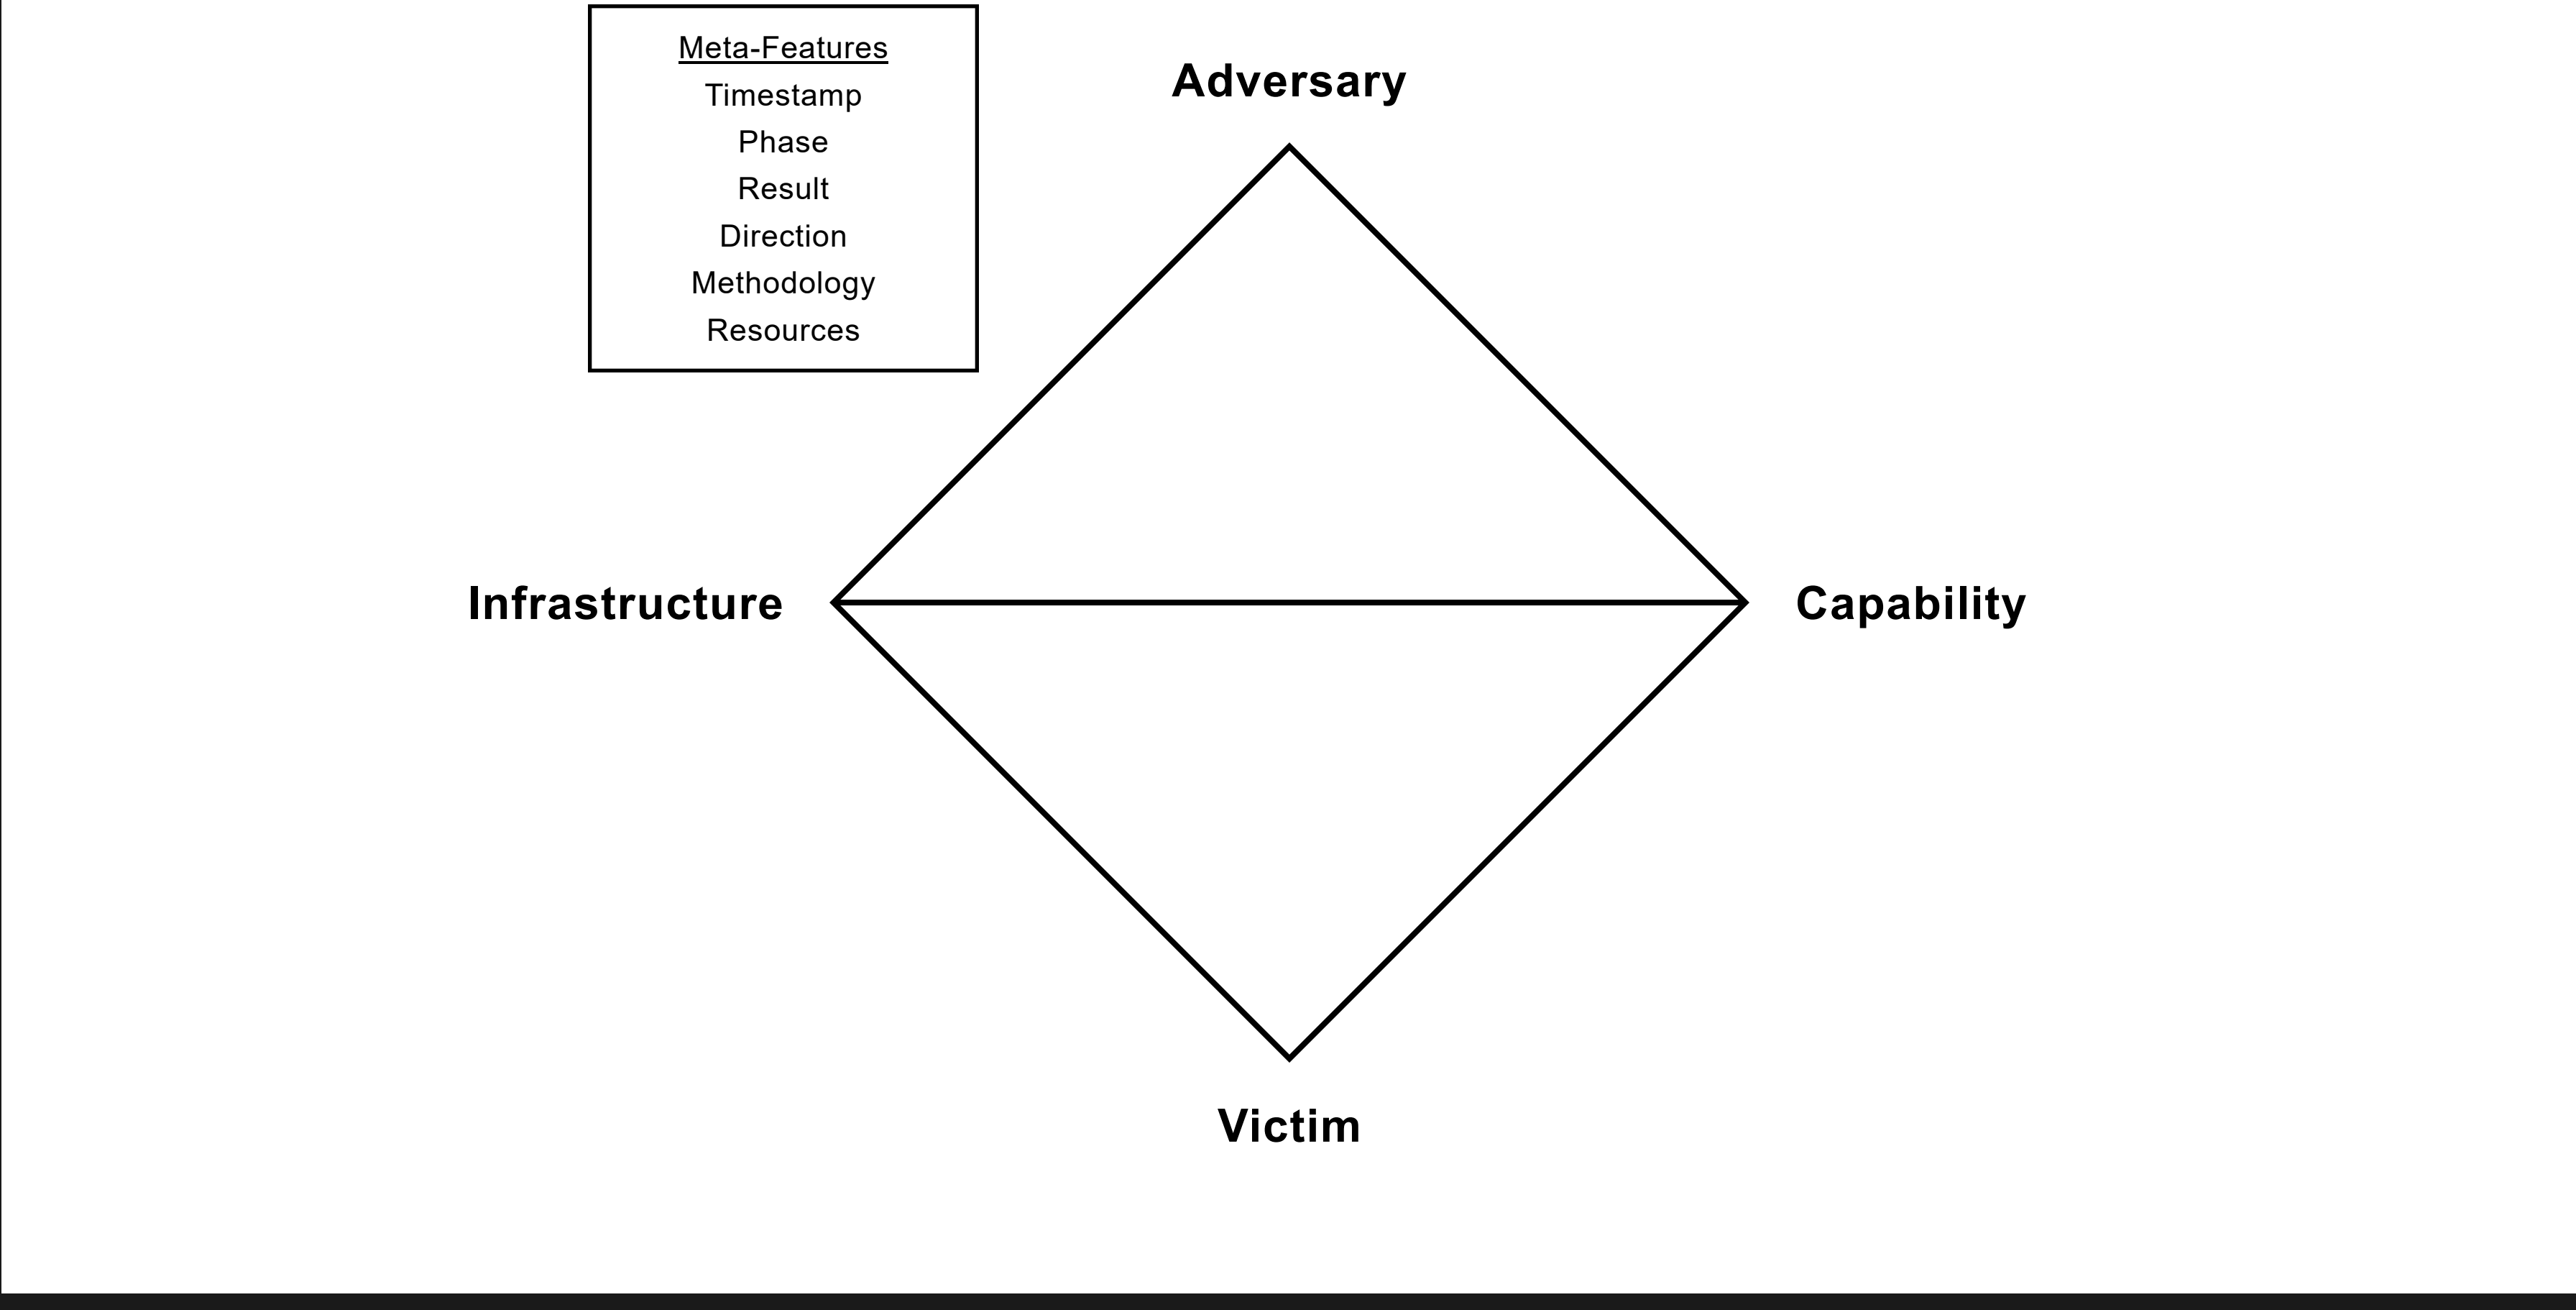 Meta-Features
Timestamp
Phase
Result
Direction
Methodology
Resources
Adversary
Infrastructure
Capability
Victim